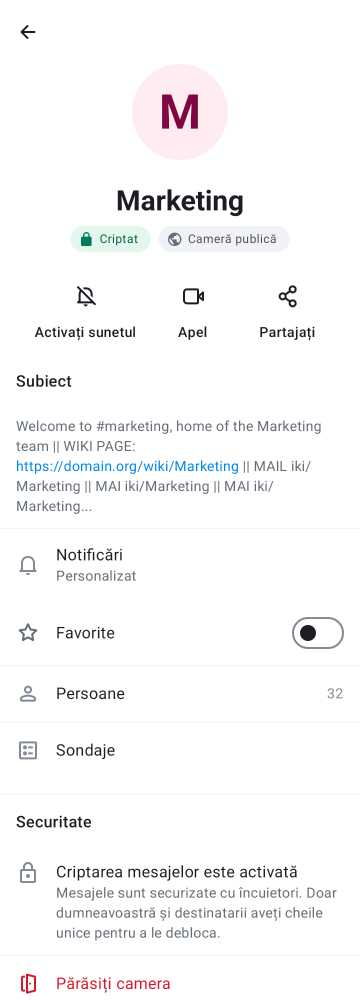 M
Marketing
Criptat
Cameră publică
Activați sunetul
Apel
Partajați
Subiect
Welcome to #marketing, home of the Marketing
team || WIKI PAGE:
https://domain.org/wiki/Marketing || MAIL iki/
Marketing || MAI iki/Marketing || MAI iki/
Marketing...
Notificări
Personalizat
Favorite
Persoane
32
Sondaje
Securitate
Criptarea mesajelor este activată
Mesajele sunt securizate cu încuietori. Doar
dumneavoastră și destinatarii aveți cheile
unice pentru a le debloca.
Părăsiți camera